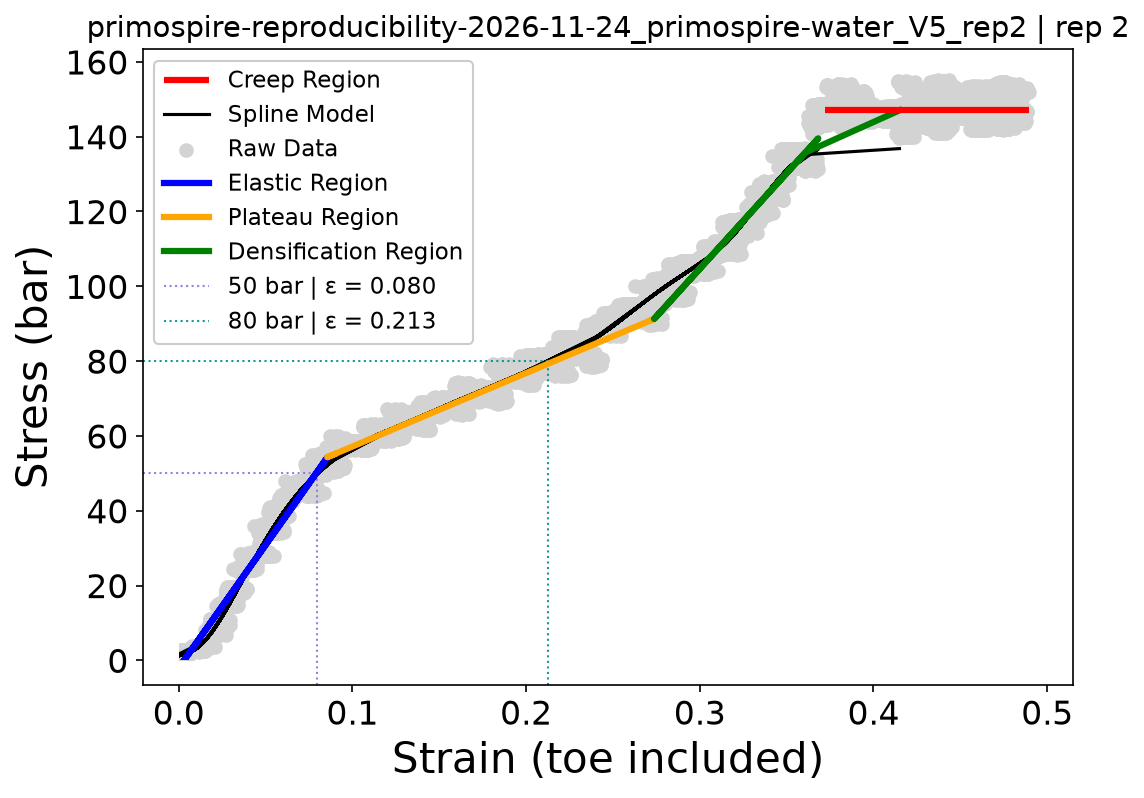 primospire-reproducibility-2026-11-24_primospire-water_V5_rep2 | rep 2
Stress (bar)
160
140
120
100
80
60
40
20
0
Creep Region
Spline Model
Raw Data
Elastic Region
Plateau Region
Densification Region
50 bar | ε = 0.080
80 bar | ε = 0.213
0.0 0.1 0.2 0.3 0.4 0.5
Strain (toe included)